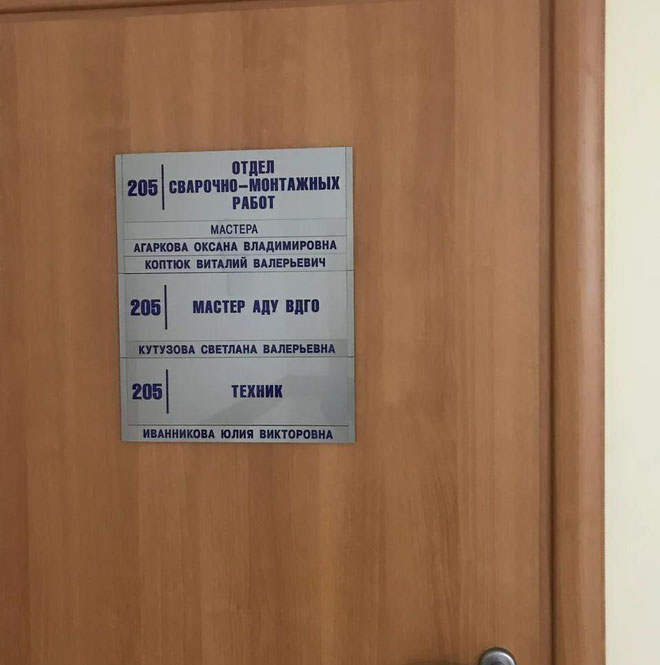 205 ОТДЕЛ
СВАРОЧНО-МОНТАЖНЫХ
РАБОТ
МАСТЕРА
АГАРКОВА ОКСАНА ВЛАДИМИРОВНА
КОПТЮК ВИТАЛИЙ ВАЛЕРЬЕВИЧ
205 МАСТЕР АДУ ВДГО
КУТУЗОВА СВЕТЛАНА ВАЛЕРЬЕВНА
205 ТЕХНИК
ИВАННИКОВА ЮЛИЯ ВИКТОРОВНА